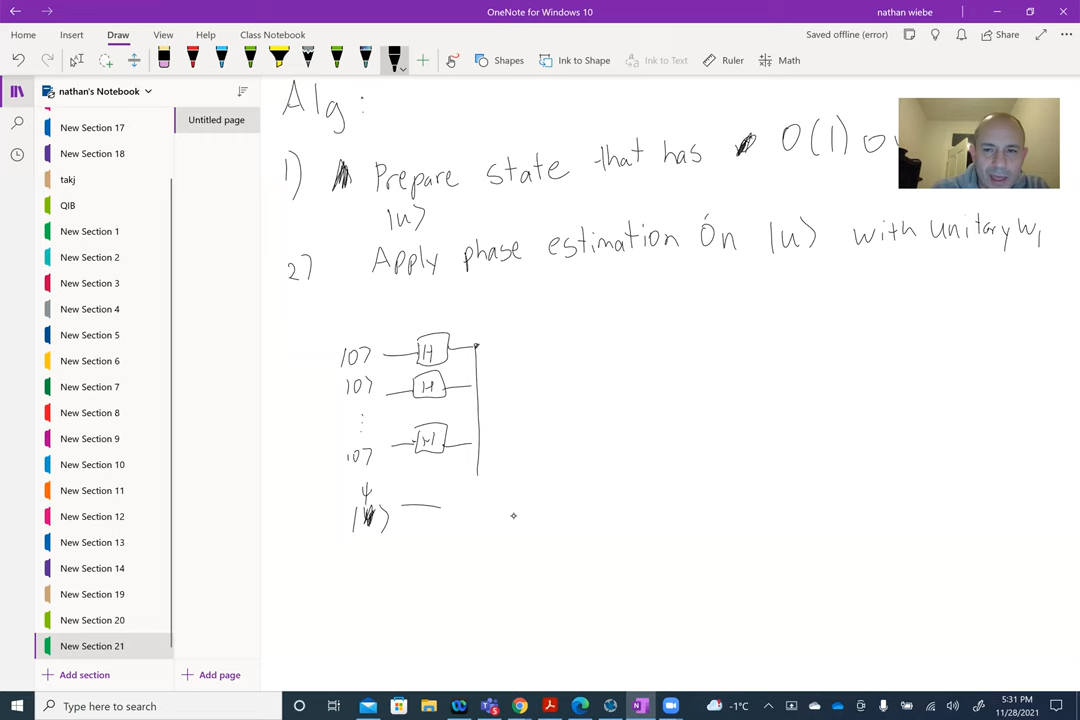 OneNote for Windows 10
nathan wiebe
Home Insert Draw View Help Class Notebook
Saved offline (error) Share
Shapes Ink to Shape Ink to Text Ruler Math
nathan's Notebook
Untitled page
New Section 17
New Section 18
takj
QIB
New Section 1
New Section 2
New Section 3
New Section 4
New Section 5
New Section 6
New Section 7
New Section 8
New Section 9
New Section 10
New Section 11
New Section 12
New Section 13
New Section 14
New Section 19
New Section 20
New Section 21
Add section Add page
Alg:
1) Prepare state that has O(1)
|u⟩
2) Apply phase estimation on |u⟩ with unitary W,
|0⟩ H
|0⟩ H
⋮
|0⟩ H
ψ
| ⟩
Type here to search
-1°C
5:31 PM
11/28/2021